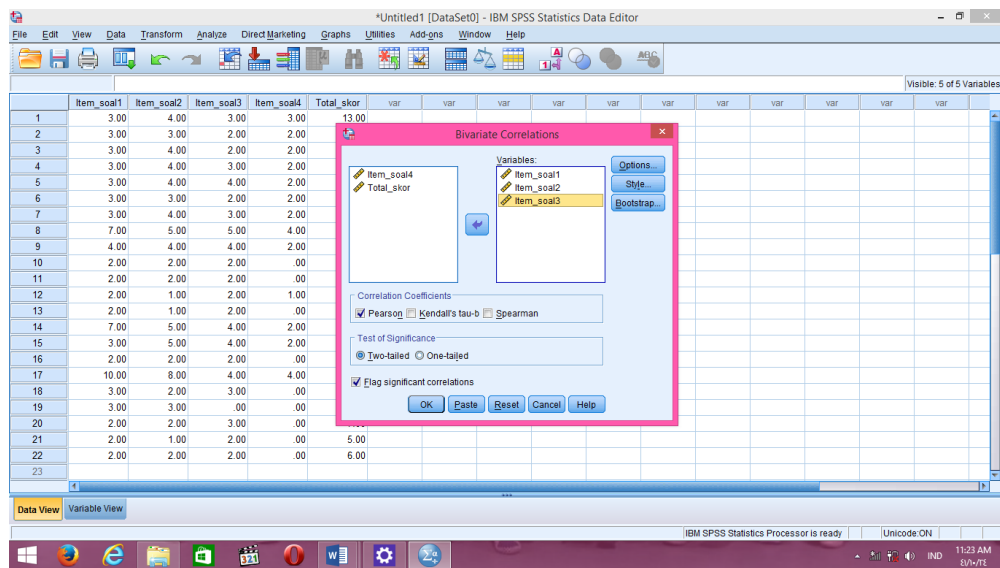 *Untitled1 [DataSet0] - IBM SPSS Statistics Data Editor
File Edit View Data Transform Analyze Direct Marketing Graphs Utilities Add-ons Window Help
Visible: 5 of 5 Variables
Item_soal1 Item_soal2 Item_soal3 Item_soal4 Total_skor var var var var var var var var var var var
1 3.00 4.00 3.00 3.00 13.00
2 3.00 3.00 2.00 2.00
3 3.00 4.00 2.00 2.00
4 3.00 4.00 3.00 2.00
5 3.00 4.00 4.00 2.00
6 3.00 3.00 2.00 2.00
7 3.00 4.00 3.00 2.00
8 7.00 5.00 5.00 4.00
9 4.00 4.00 4.00 2.00
10 2.00 2.00 2.00 .00
11 2.00 2.00 2.00 .00
12 2.00 1.00 2.00 1.00
13 2.00 1.00 2.00 .00
14 7.00 5.00 4.00 2.00
15 3.00 5.00 4.00 2.00
16 2.00 2.00 2.00 .00
17 10.00 8.00 4.00 4.00
18 3.00 2.00 3.00 .00
19 3.00 3.00 .00 .00
20 2.00 2.00 3.00 .00
21 2.00 1.00 2.00 .00 5.00
22 2.00 2.00 2.00 .00 6.00
23
Bivariate Correlations
Variables:
Item_soal4
Total_skor
Item_soal1
Item_soal2
Item_soal3
Options...
Style...
Bootstrap...
Correlation Coefficients
Pearson Kendall's tau-b Spearman
Test of Significance
Two-tailed One-tailed
Flag significant correlations
OK Paste Reset Cancel Help
Data View Variable View
IBM SPSS Statistics Processor is ready Unicode:ON
IND 11:23 AM